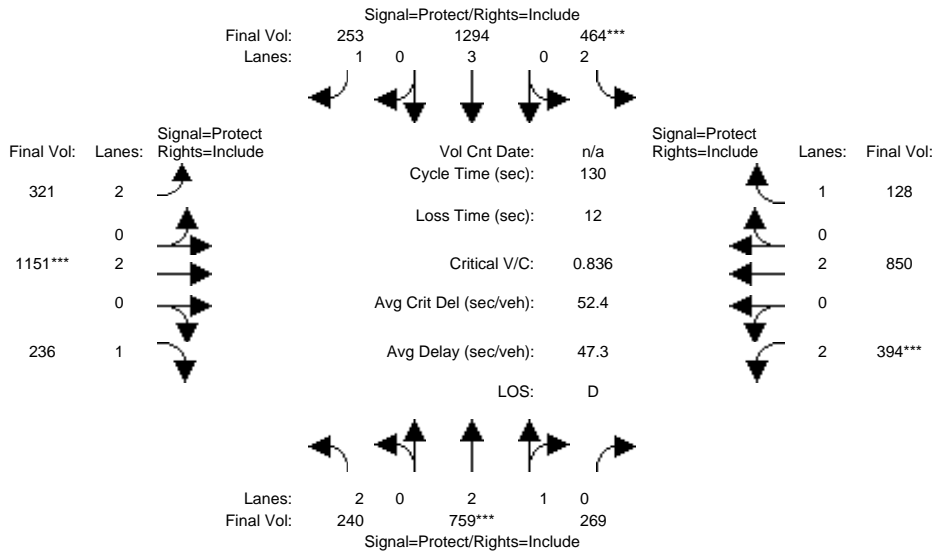 Signal=Protect/Rights=Include
Final Vol: 253 1294 464***
Lanes: 1 0 3 0 2
Signal=Protect Signal=Protect
Final Vol: Lanes: Rights=Include Vol Cnt Date: n/a Rights=Include Lanes: Final Vol:
Cycle Time (sec): 130
321 2 1 128
Loss Time (sec): 12
0 0
1151*** 2 Critical V/C: 0.836 2 850
0 Avg Crit Del (sec/veh): 52.4 0
236 1 Avg Delay (sec/veh): 47.3 2 394***
LOS: D
Lanes: 2 0 2 1 0
Final Vol: 240 759*** 269
Signal=Protect/Rights=Include